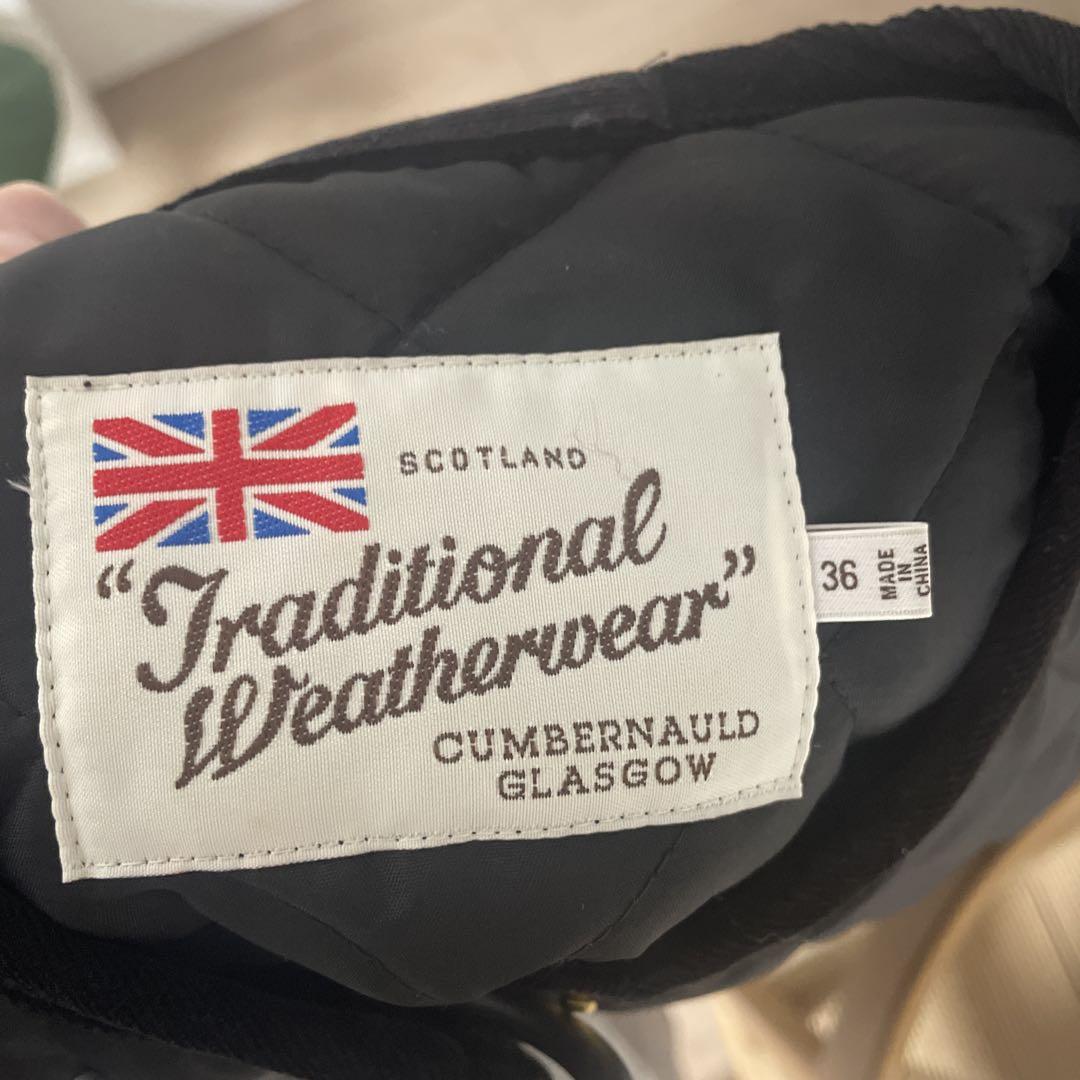 SCOTLAND
“Traditional
Weatherwear”
CUMBERNAULD
GLASGOW
36
MADE
IN
CHINA